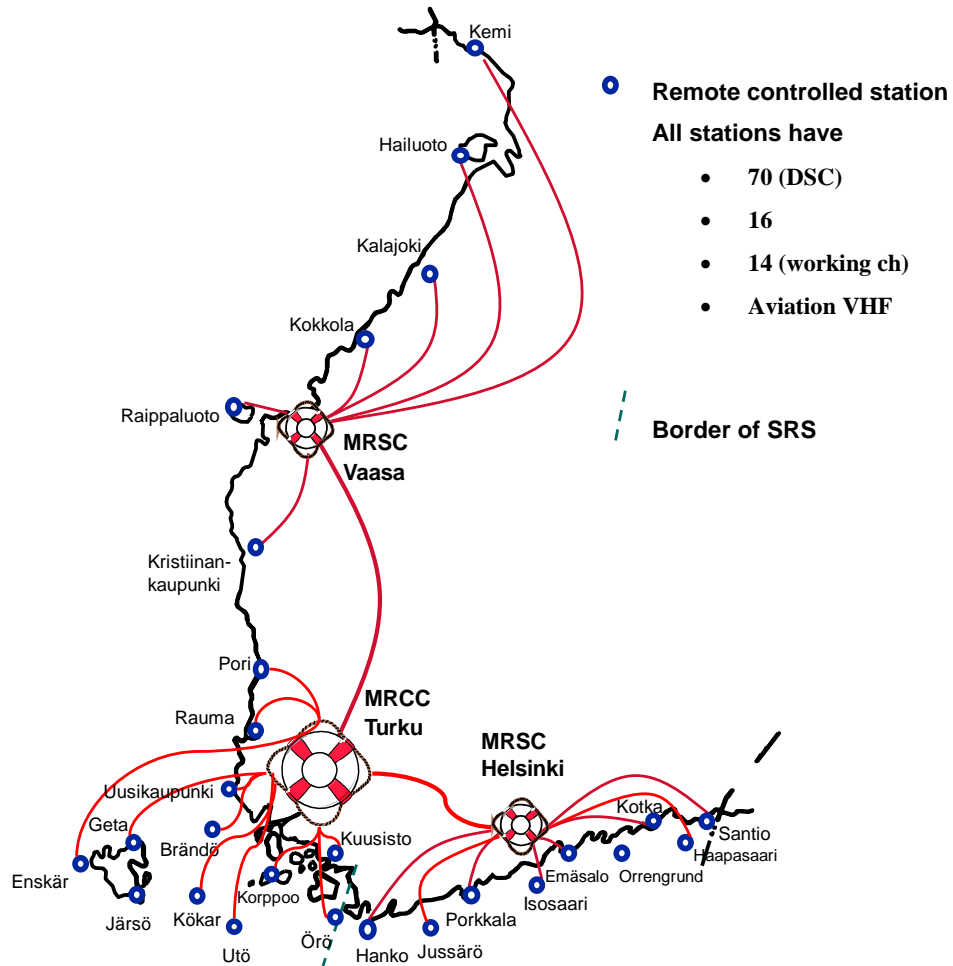 Kemi
Remote controlled station
All stations have
• 70 (DSC)
• 16
• 14 (working ch)
• Aviation VHF
Hailuoto
Kalajoki
Kokkola
Raippaluoto
MRSC
Vaasa
Border of SRS
Kristiinan-
kaupunki
Pori
Rauma
MRCC
Turku
MRSC
Helsinki
Uusikaupunki
Geta
Brändö
Kuusisto
Kotka
Santio
Haapasaari
Enskär
Järsö
Kökar
Utö
Korppoo
Örö
Hanko
Jussärö
Porkkala
Isosaari
Emäsalo
Orrengrund